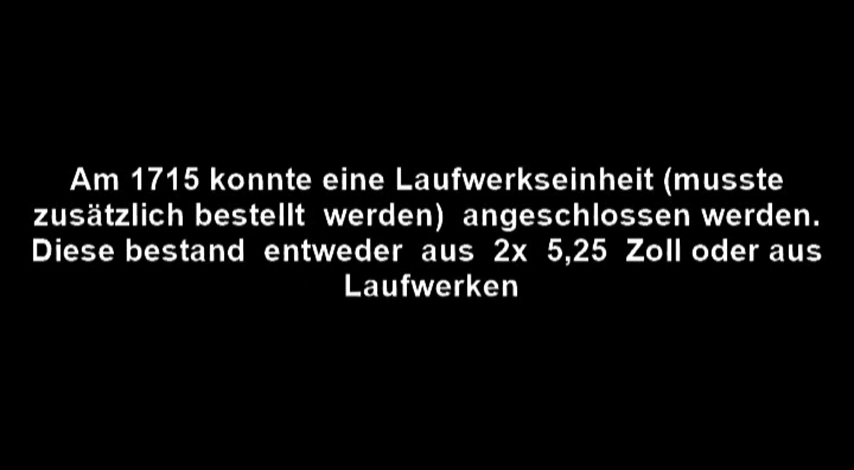 Am 1715 konnte eine Laufwerkseinheit (musste
zusätzlich bestellt werden) angeschlossen werden.
Diese bestand entweder aus 2x 5,25 Zoll oder aus
Laufwerken